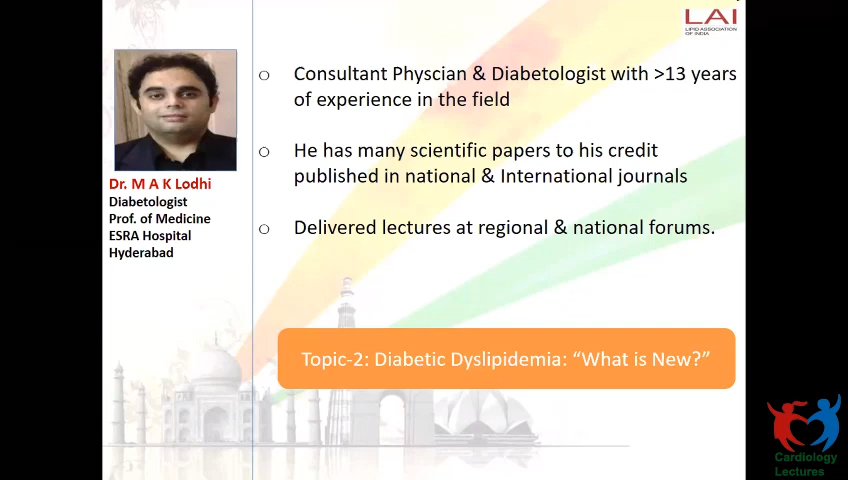 LAI
LIPID ASSOCIATION
OF INDIA
Dr. M A K Lodhi
Diabetologist
Prof. of Medicine
ESRA Hospital
Hyderabad
Consultant Physcian & Diabetologist with >13 years
of experience in the field
He has many scientific papers to his credit
published in national & International journals
Delivered lectures at regional & national forums.
Topic-2: Diabetic Dyslipidemia: “What is New?”
Cardiology
Lectures